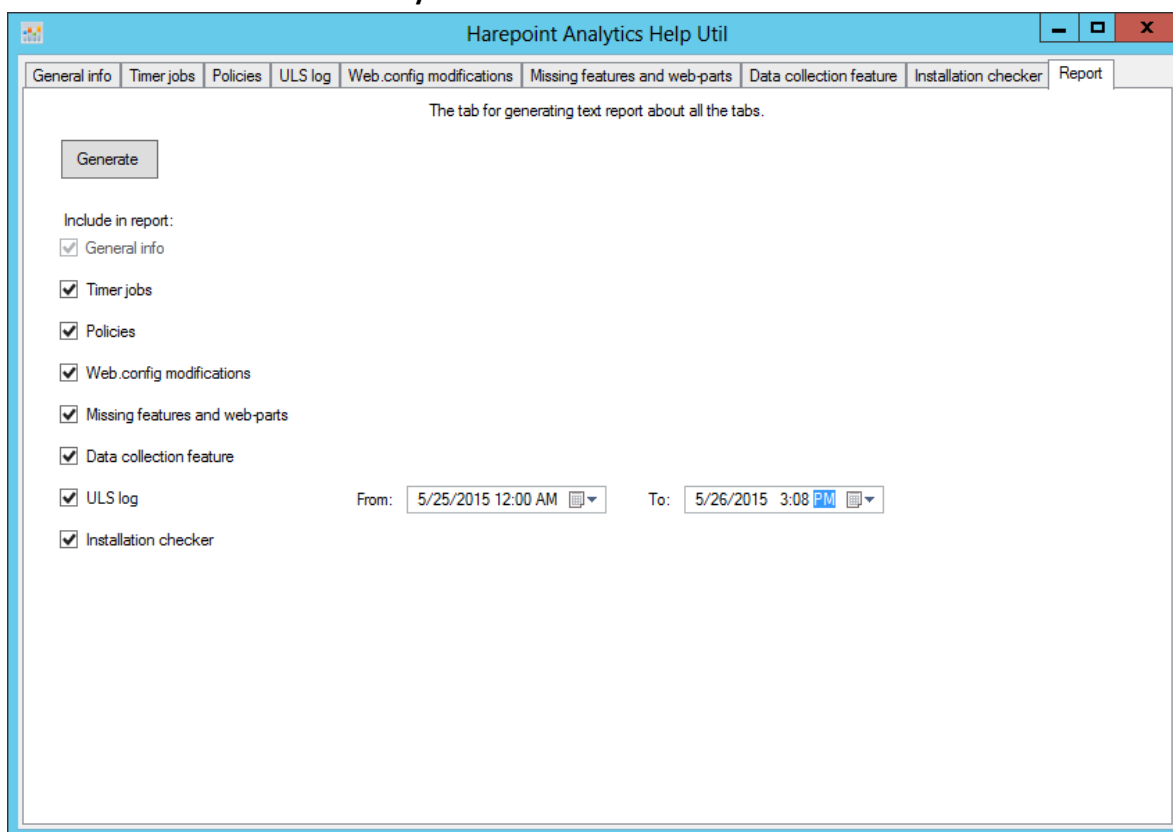 Harepoint Analytics Help Util
General info Timer jobs Policies ULS log Web.config modifications Missing features and web-parts Data collection feature Installation checker Report
The tab for generating text report about all the tabs.
Generate
Include in report:
General info
Timer jobs
Policies
Web.config modifications
Missing features and web-parts
Data collection feature
ULS log From: 5/25/2015 12:00 AM To: 5/26/2015 3:08 PM
Installation checker